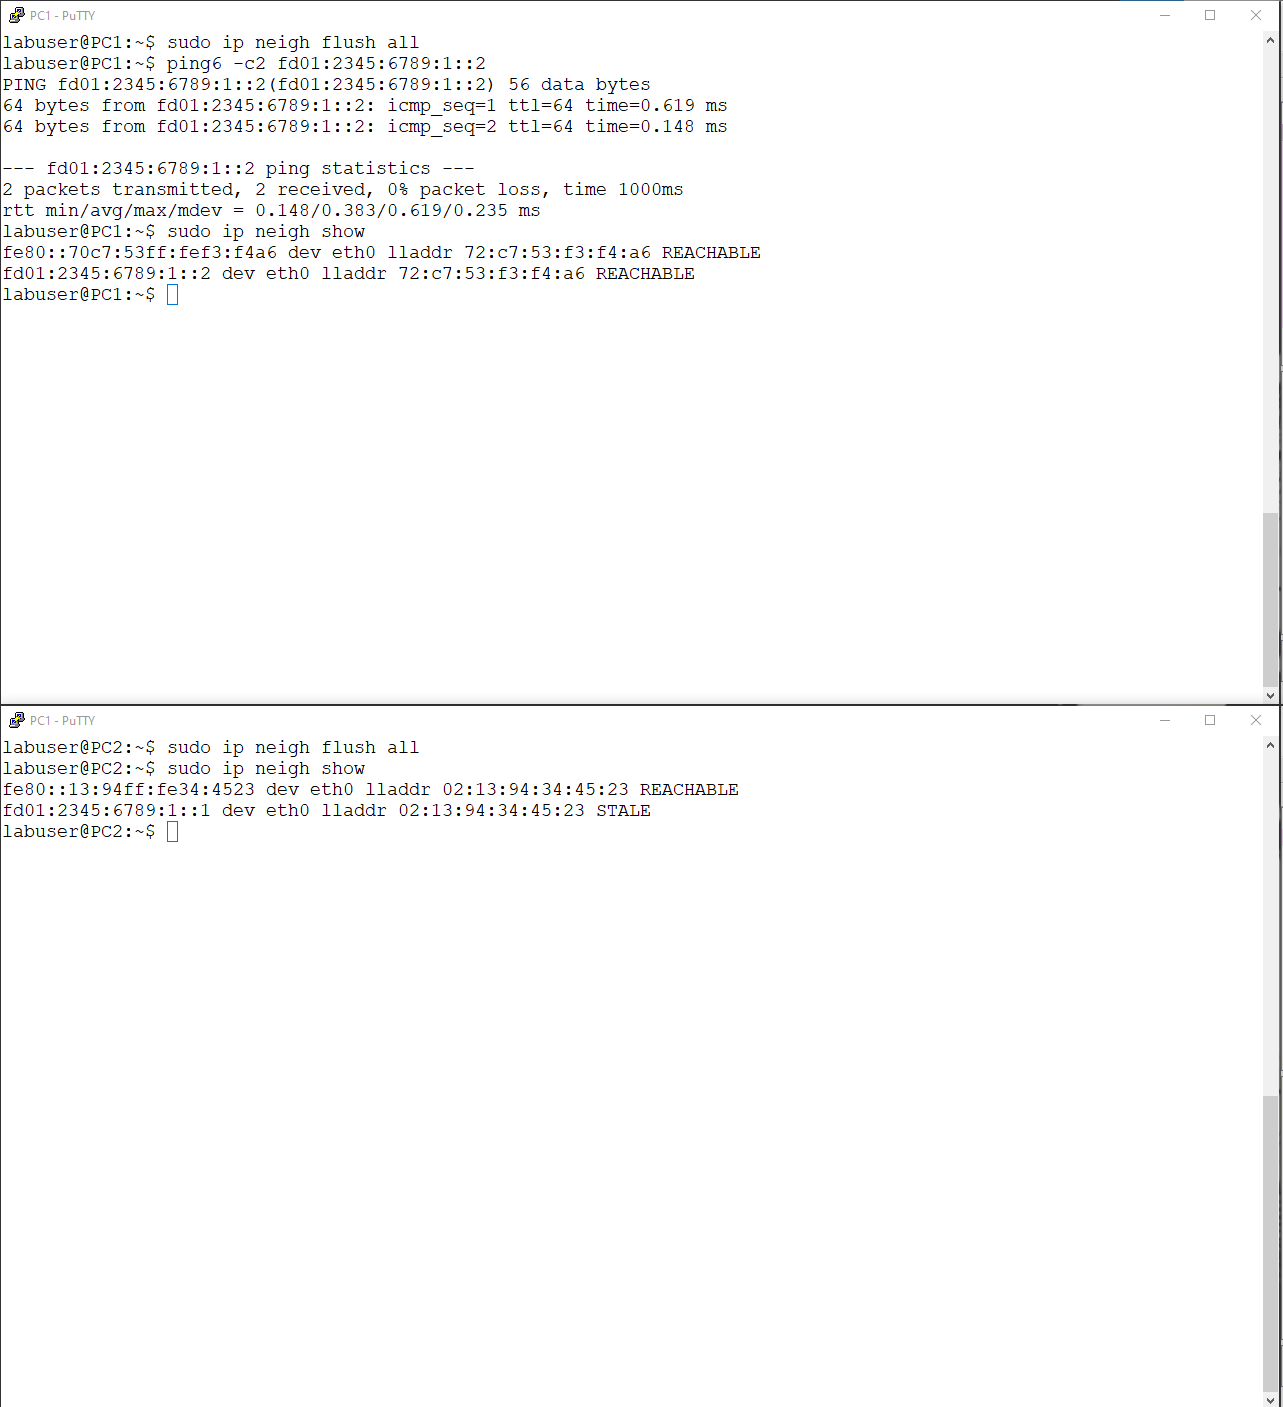 PC1 - PuTTY
labuser@PC1:~$ sudo ip neigh flush all
labuser@PC1:~$ ping6 -c2 fd01:2345:6789:1::2
PING fd01:2345:6789:1::2(fd01:2345:6789:1::2) 56 data bytes
64 bytes from fd01:2345:6789:1::2: icmp_seq=1 ttl=64 time=0.619 ms
64 bytes from fd01:2345:6789:1::2: icmp_seq=2 ttl=64 time=0.148 ms
--- fd01:2345:6789:1::2 ping statistics ---
2 packets transmitted, 2 received, 0% packet loss, time 1000ms
rtt min/avg/max/mdev = 0.148/0.383/0.619/0.235 ms
labuser@PC1:~$ sudo ip neigh show
fe80::70c7:53ff:fef3:f4a6 dev eth0 lladdr 72:c7:53:f3:f4:a6 REACHABLE
fd01:2345:6789:1::2 dev eth0 lladdr 72:c7:53:f3:f4:a6 REACHABLE
labuser@PC1:~$
PC1 - PuTTY
labuser@PC2:~$ sudo ip neigh flush all
labuser@PC2:~$ sudo ip neigh show
fe80::13:94ff:fe34:4523 dev eth0 lladdr 02:13:94:34:45:23 REACHABLE
fd01:2345:6789:1::1 dev eth0 lladdr 02:13:94:34:45:23 STALE
labuser@PC2:~$